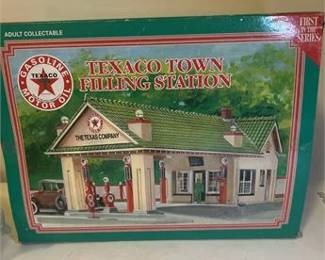 ADULT COLLECTABLE
FIRST
IN THE
SERIES
GASOLINE
TEXACO
MOTOR OIL
TEXACO TOWN
FILLING STATION
THE TEXAS COMPANY